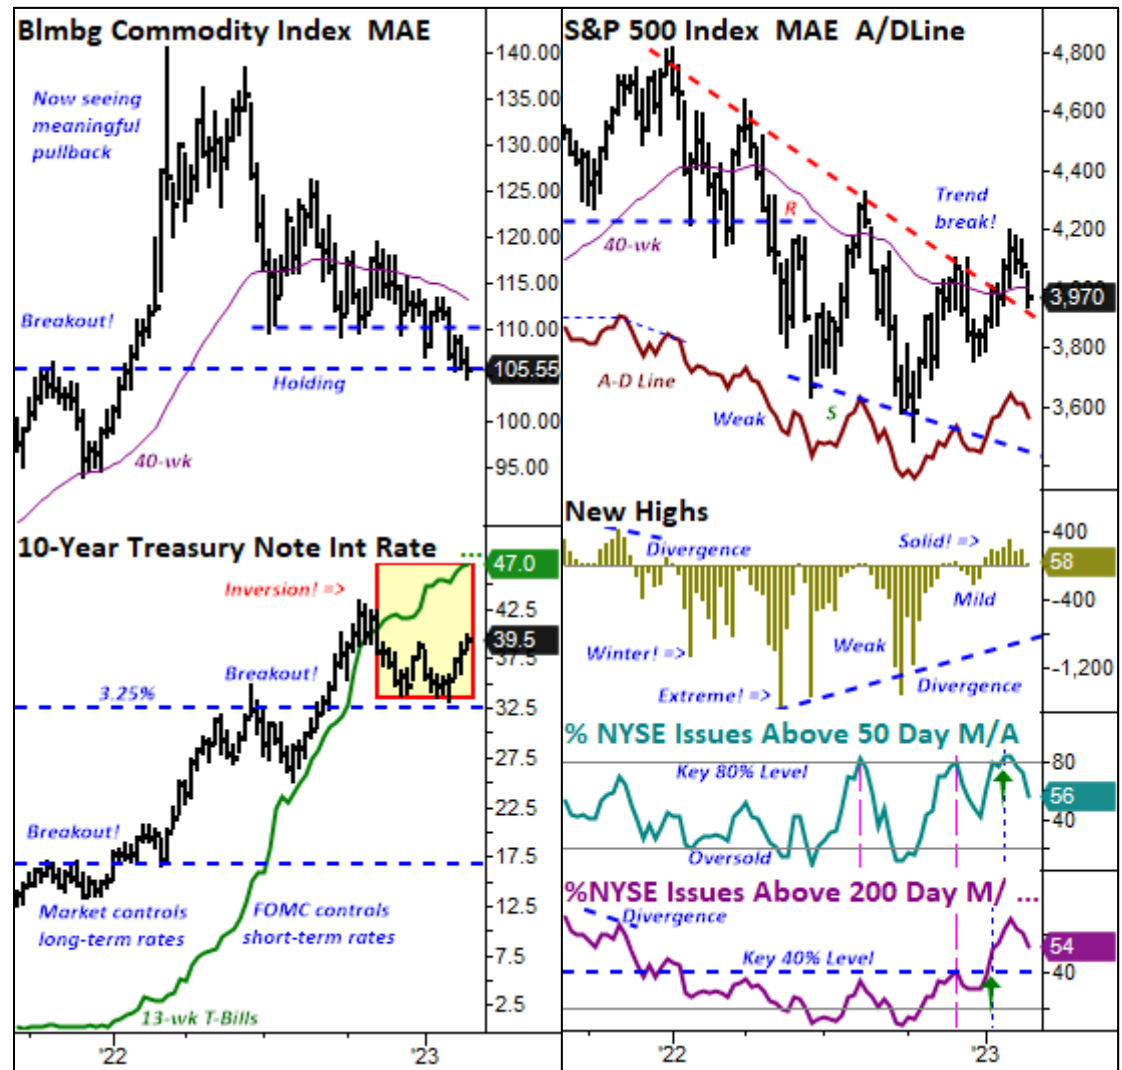 Blmbg Commodity Index MAE
Now seeing
meaningful
pullback
Breakout!
Holding
40-wk
140.00
135.00
130.00
125.00
120.00
115.00
110.00
105.55
100.00
95.00
10-Year Treasury Note Int Rate ...
Inversion! =>
Breakout!
3.25%
Breakout!
Market controls
long-term rates
FOMC controls
short-term rates
13-wk T-Bills
47.0
42.5
39.5
37.5
32.5
27.5
22.5
17.5
12.5
7.5
2.5
'22
'23
S&P 500 Index MAE A/DLine
R
40-wk
Trend
break!
A-D Line
Weak
S
4,800
4,600
4,400
4,200
3,970
3,800
3,600
New Highs
Divergence
Solid! =>
Mild
Winter! =>
Weak
Extreme! =>
Divergence
400
58
-400
-1,200
% NYSE Issues Above 50 Day M/A
Key 80% Level
Oversold
80
56
40
%NYSE Issues Above 200 Day M/ ...
Divergence
Key 40% Level
54
40
'22
'23